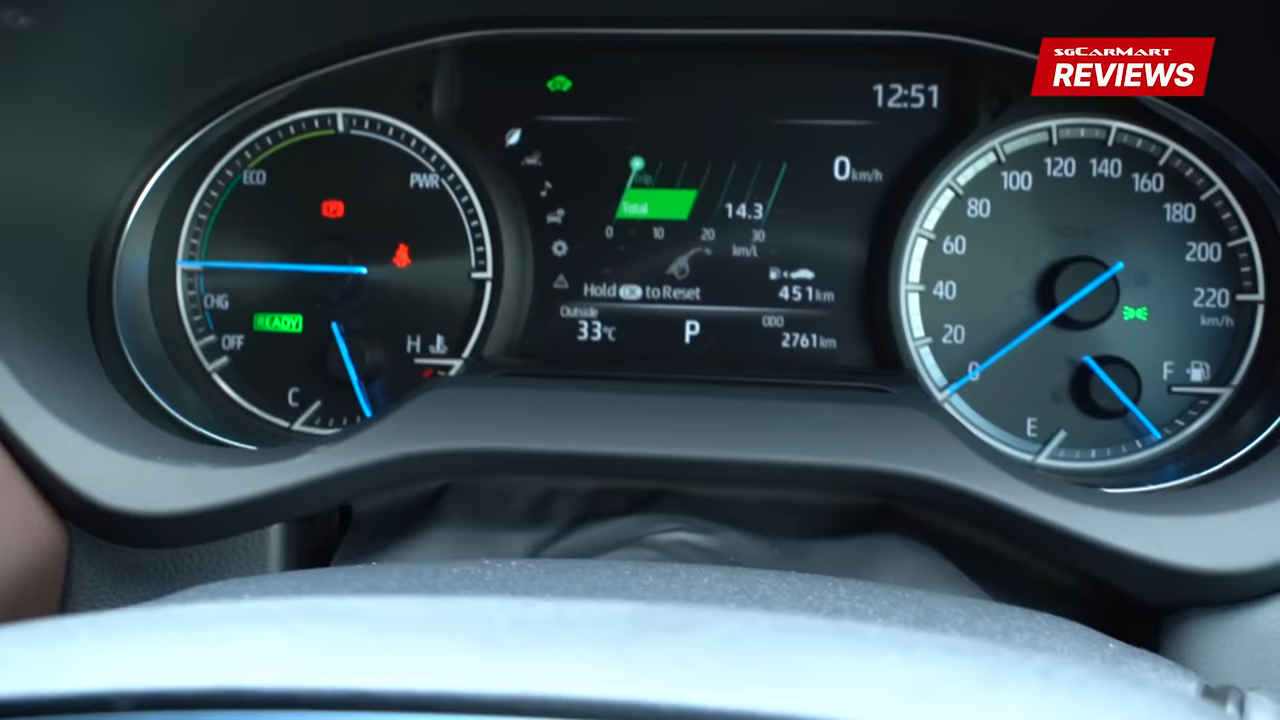 sgCarMart
REVIEWS
12:51
ECO
PWR
CHG
OFF
READY
C
H
Trip
Total
14.3
0 10 20 30
km/L
0 km/h
Hold OK to Reset
451 km
Outside
33°C
P
ODO
2761 km
0
20
40
60
80
100
120
140
160
180
200
220
km/h
E
F